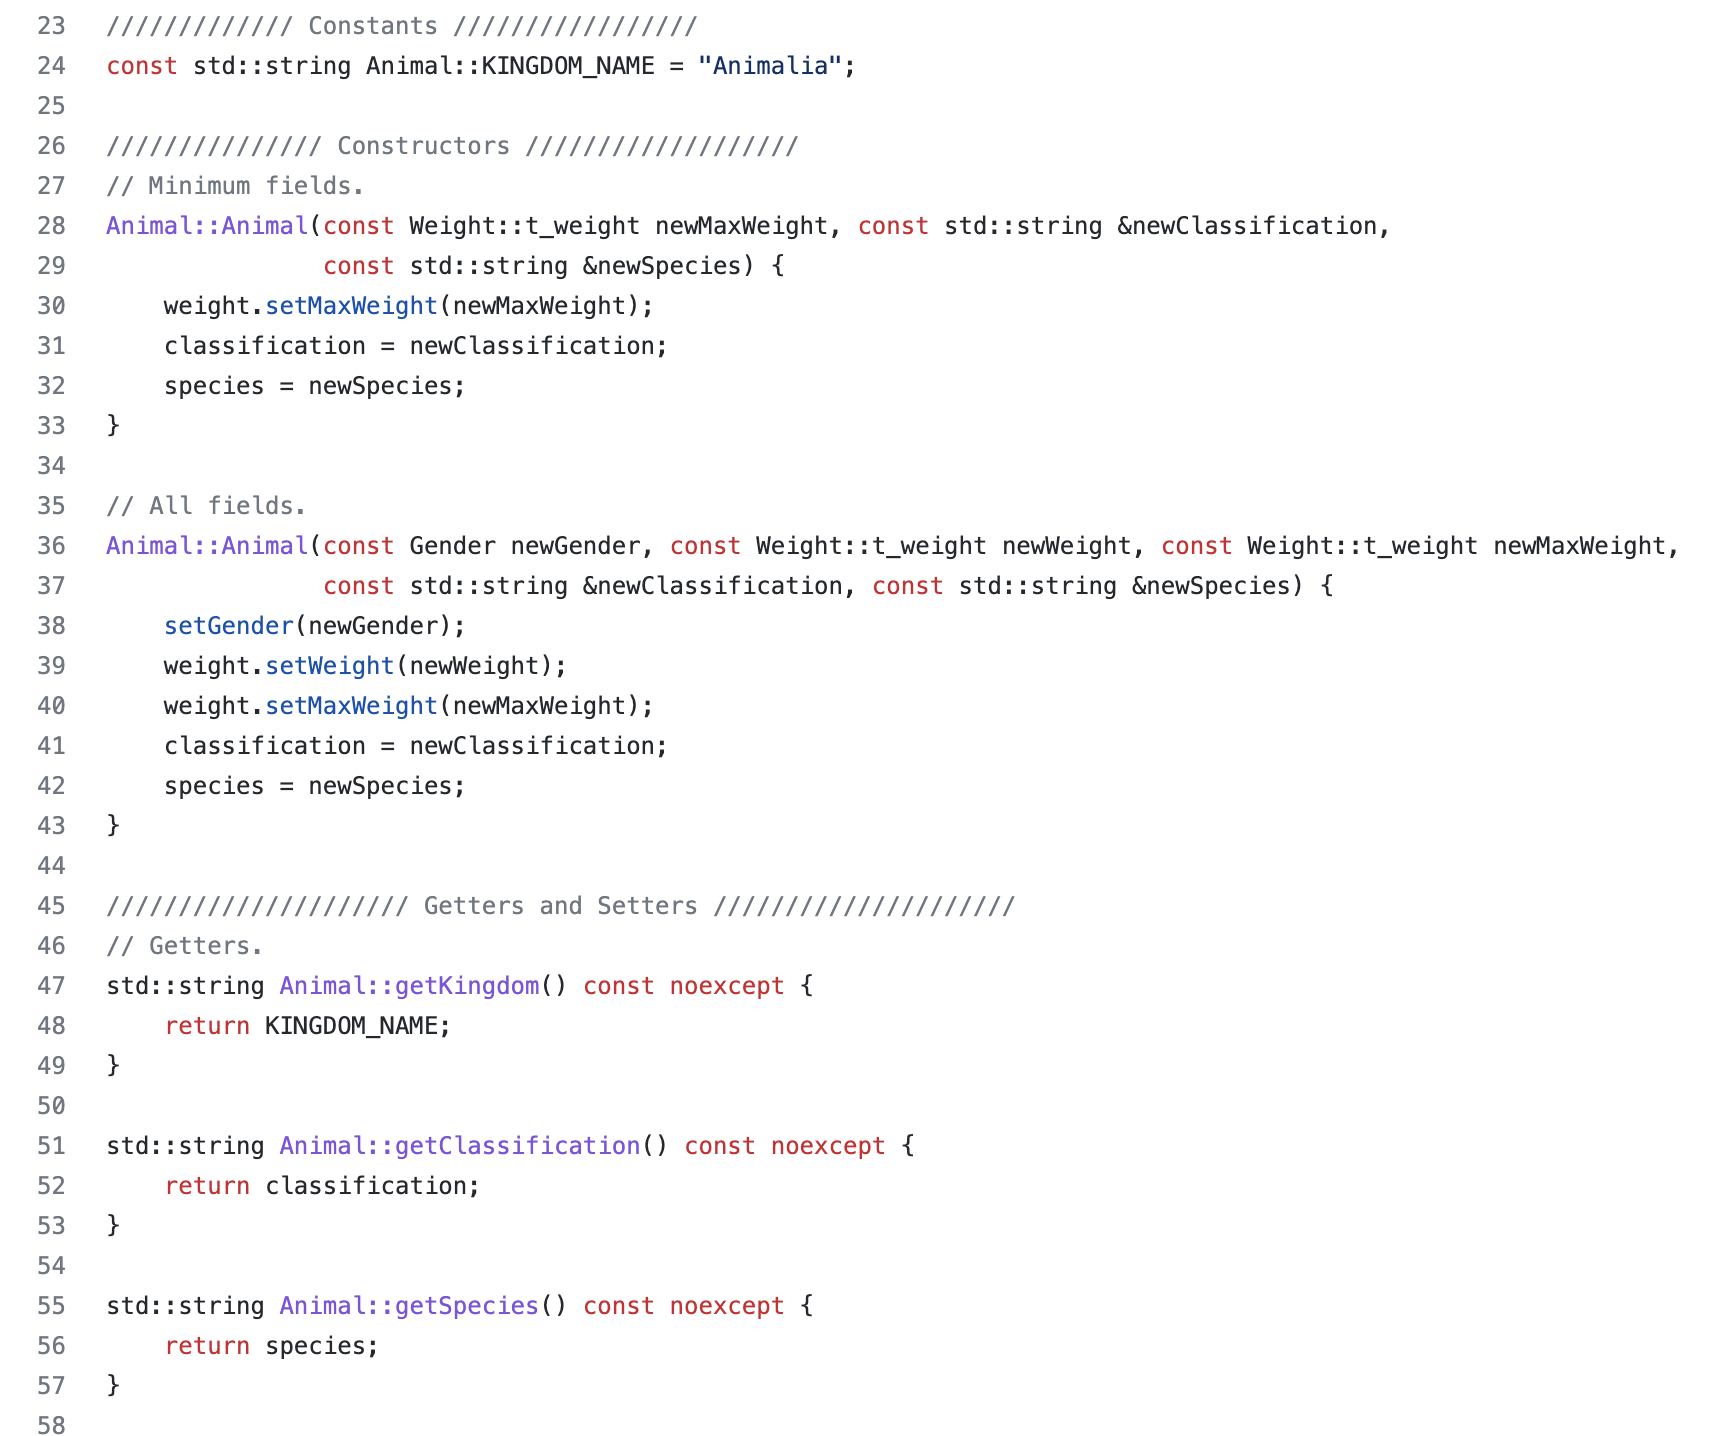 23 ///////////// Constants /////////////////
24 const std::string Animal::KINGDOM_NAME = "Animalia";
25
26 /////////////// Constructors ///////////////////
27 // Minimum fields.
28 Animal::Animal(const Weight::t_weight newMaxWeight, const std::string &newClassification,
29                const std::string &newSpecies) {
30     weight.setMaxWeight(newMaxWeight);
31     classification = newClassification;
32     species = newSpecies;
33 }
34
35 // All fields.
36 Animal::Animal(const Gender newGender, const Weight::t_weight newWeight, const Weight::t_weight newMaxWeight,
37                const std::string &newClassification, const std::string &newSpecies) {
38     setGender(newGender);
39     weight.setWeight(newWeight);
40     weight.setMaxWeight(newMaxWeight);
41     classification = newClassification;
42     species = newSpecies;
43 }
44
45 ///////////////////// Getters and Setters /////////////////////
46 // Getters.
47 std::string Animal::getKingdom() const noexcept {
48     return KINGDOM_NAME;
49 }
50
51 std::string Animal::getClassification() const noexcept {
52     return classification;
53 }
54
55 std::string Animal::getSpecies() const noexcept {
56     return species;
57 }
58